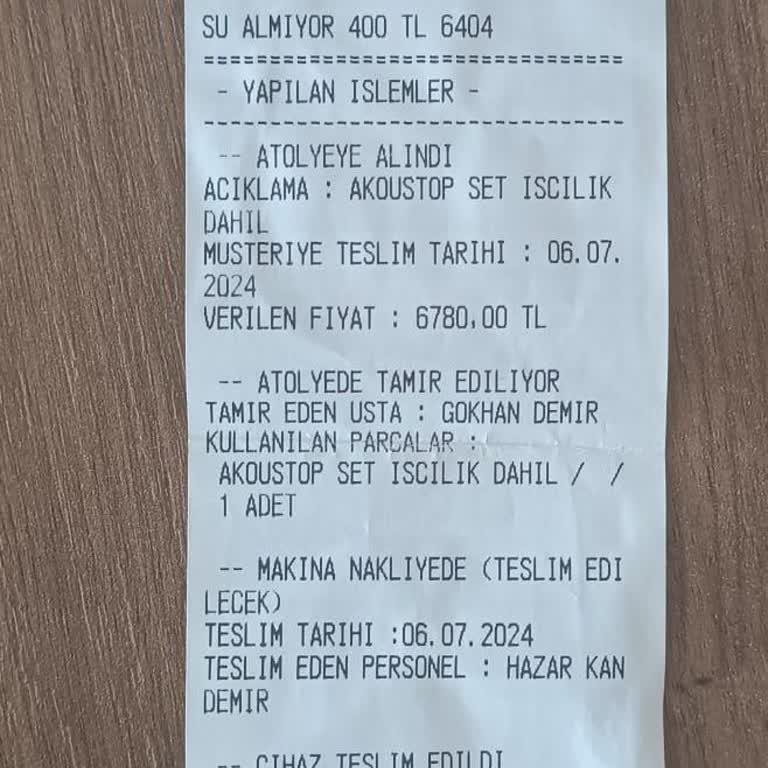 SU ALMIYOR 400 TL 6404
================================
- YAPILAN ISLEMLER -
--------------------------------
-- ATOLYEYE ALINDI
ACIKLAMA : AKOUSTOP SET ISCILIK
DAHIL
MUSTERIYE TESLIM TARIHI : 06.07.
2024
VERILEN FIYAT : 6780.00 TL
-- ATOLYEDE TAMIR EDILIYOR
TAMIR EDEN USTA : GOKHAN DEMIR
KULLANILAN PARCALAR :
AKOUSTOP SET ISCILIK DAHIL / /
1 ADET
-- MAKINA NAKLIYEDE (TESLIM EDI
LECEK)
TESLIM TARIHI :06.07.2024
TESLIM EDEN PERSONEL : HAZAR KAN
DEMIR
-- CIHAZ TESLIM EDILDI